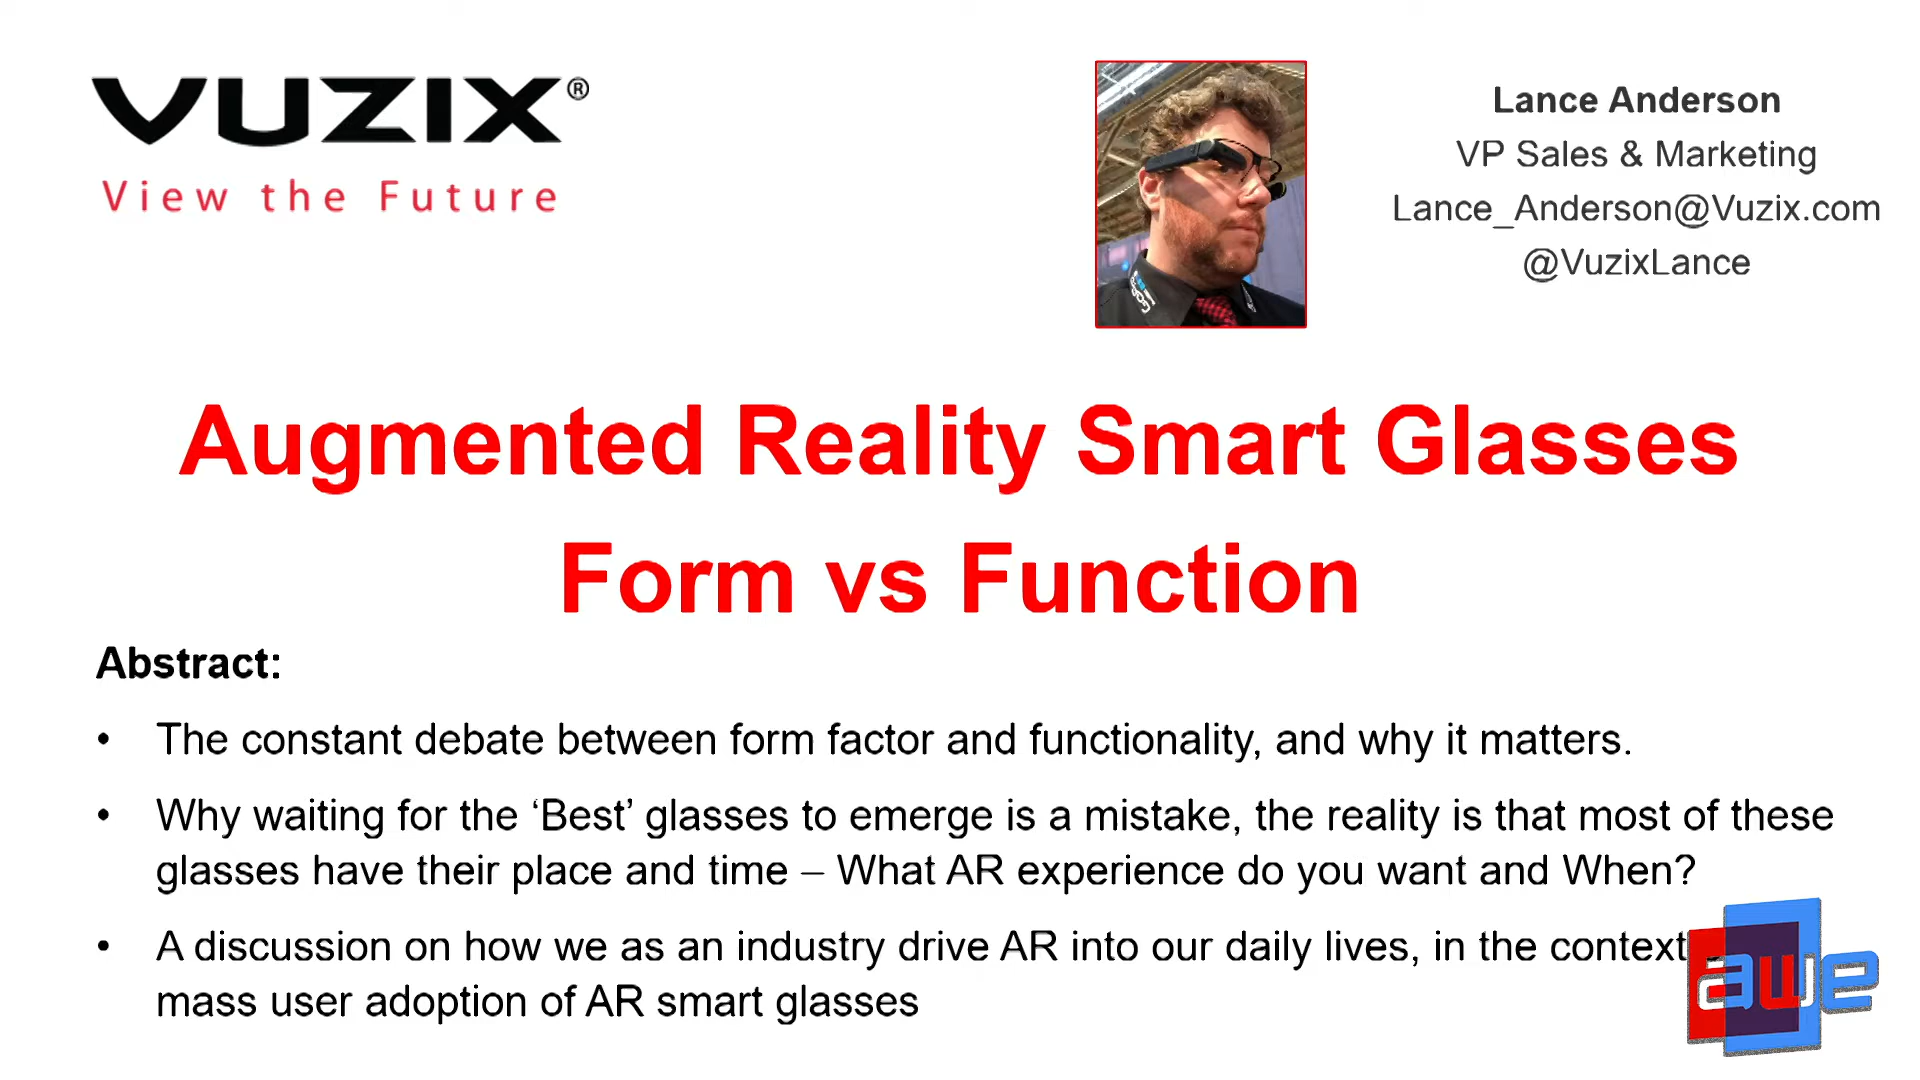 VUZIX®
View the Future
Lance Anderson
VP Sales & Marketing
Lance_Anderson@Vuzix.com
@VuzixLance
Augmented Reality Smart Glasses
Form vs Function
Abstract:
• The constant debate between form factor and functionality, and why it matters.
• Why waiting for the ‘Best’ glasses to emerge is a mistake, the reality is that most of these
glasses have their place and time – What AR experience do you want and When?
• A discussion on how we as an industry drive AR into our daily lives, in the context
mass user adoption of AR smart glasses
awe